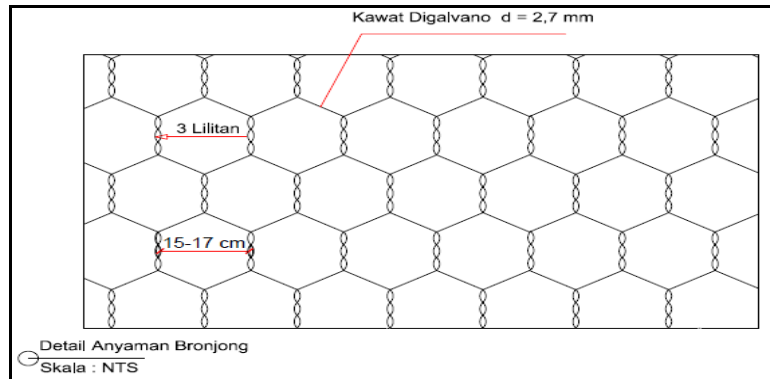 Kawat Digalvano d = 2,7 mm
3 Lilitan
15-17 cm
Detail Anyaman Bronjong
Skala : NTS